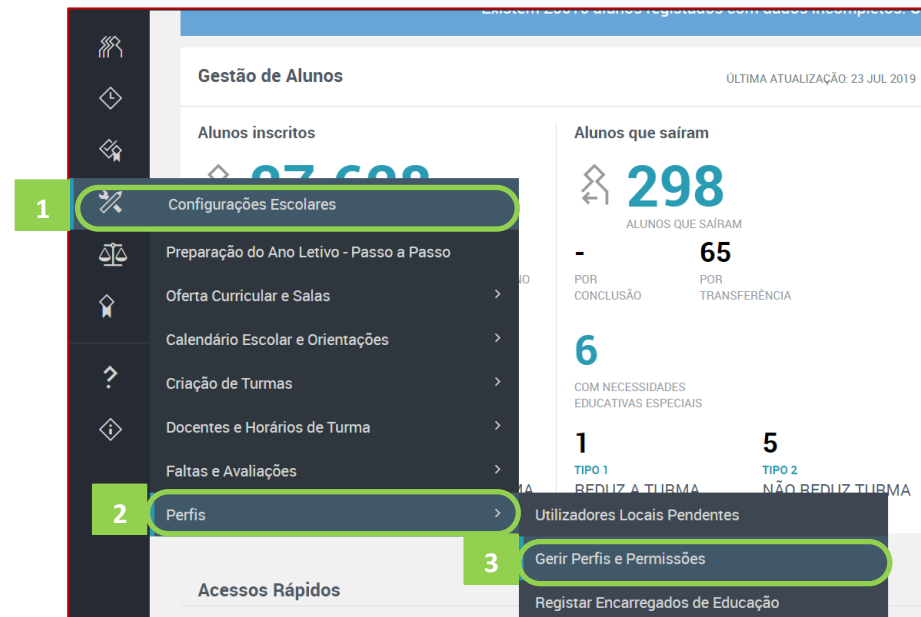 Gestão de Alunos
ÚLTIMA ATUALIZAÇÃO: 23 JUL 2019
Alunos inscritos
Alunos que saíram
298
ALUNOS QUE SAÍRAM
1
Configurações Escolares
Preparação do Ano Letivo - Passo a Passo
-
65
POR
CONCLUSÃO
POR
TRANSFERÊNCIA
Oferta Curricular e Salas
Calendário Escolar e Orientações
6
COM NECESSIDADES
EDUCATIVAS ESPECIAIS
Criação de Turmas
Docentes e Horários de Turma
1
5
TIPO 1
TIPO 2
REDUZ A TURMA
NÃO REDUZ TURMA
Faltas e Avaliações
2
Perfis
Utilizadores Locais Pendentes
3
Gerir Perfis e Permissões
Registar Encarregados de Educação
Acessos Rápidos